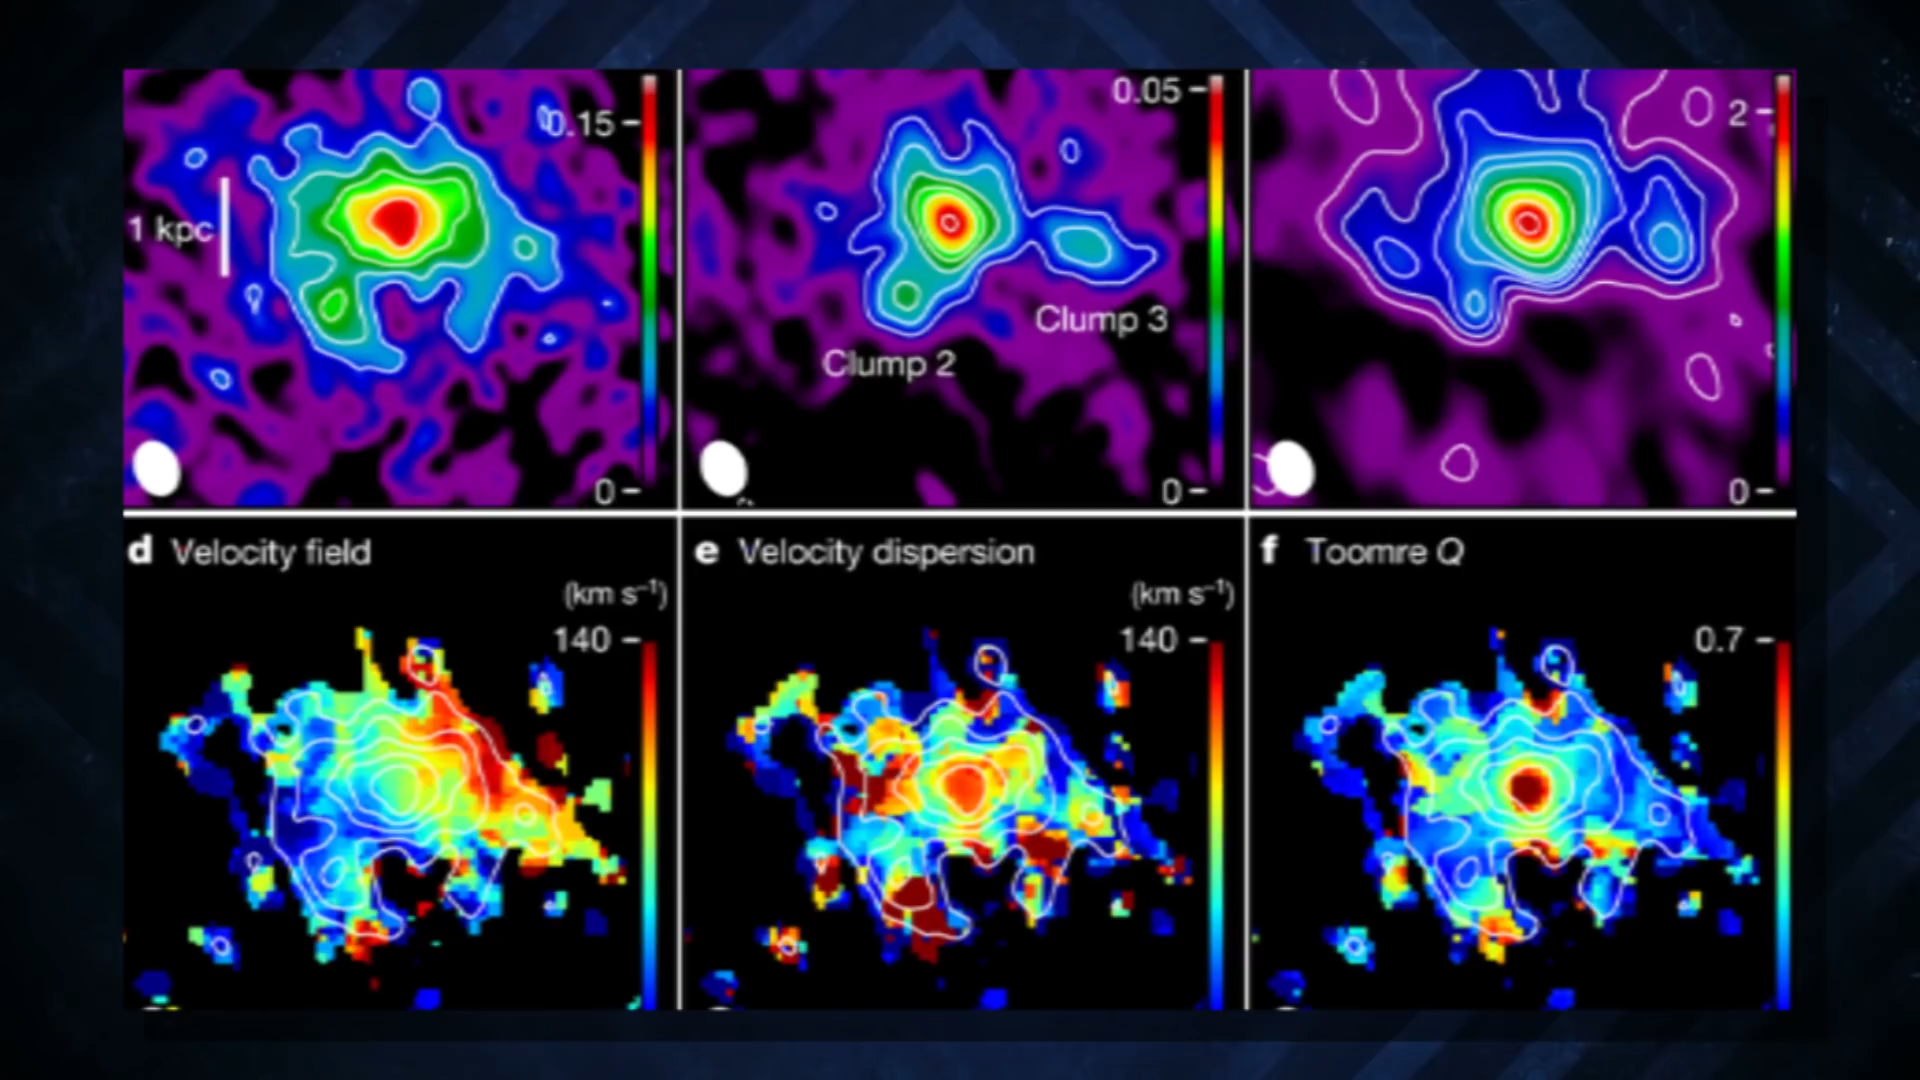 0.15
1 kpc
0
0.05
Clump 3
Clump 2
0
2
0
d Velocity field
(km s⁻¹)
140
e Velocity dispersion
(km s⁻¹)
140
f Toomre Q
0.7